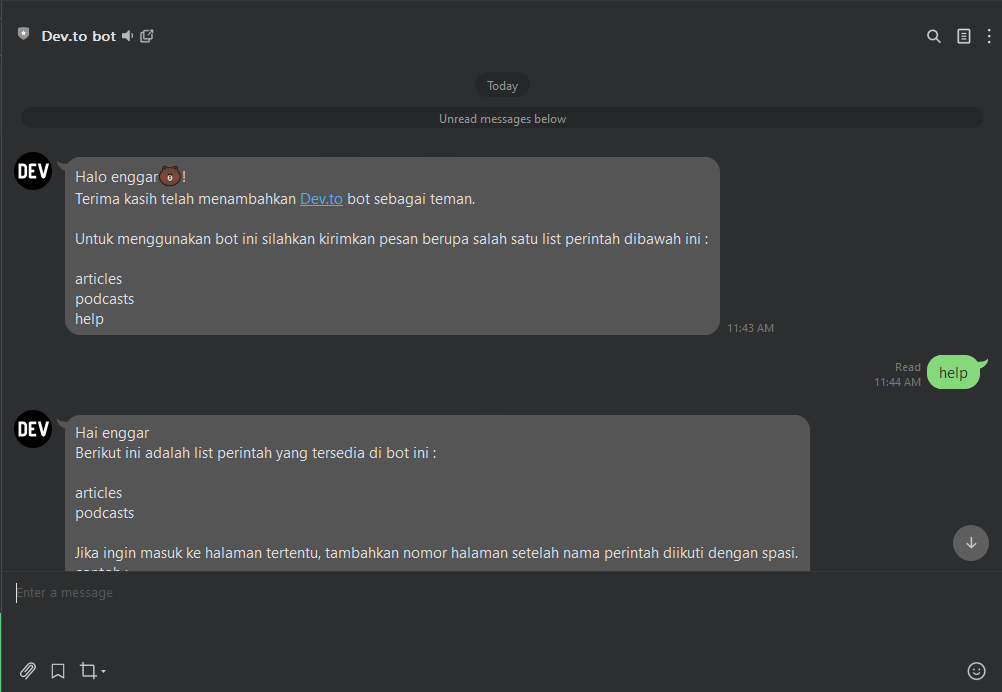 Dev.to bot
Today
Unread messages below
DEV
Halo enggar !
Terima kasih telah menambahkan Dev.to bot sebagai teman.
Untuk menggunakan bot ini silahkan kirimkan pesan berupa salah satu list perintah dibawah ini :
articles
podcasts
help
11:43 AM
Read
11:44 AM
help
DEV
Hai enggar
Berikut ini adalah list perintah yang tersedia di bot ini :
articles
podcasts
Jika ingin masuk ke halaman tertentu, tambahkan nomor halaman setelah nama perintah diikuti dengan spasi.
Enter a message